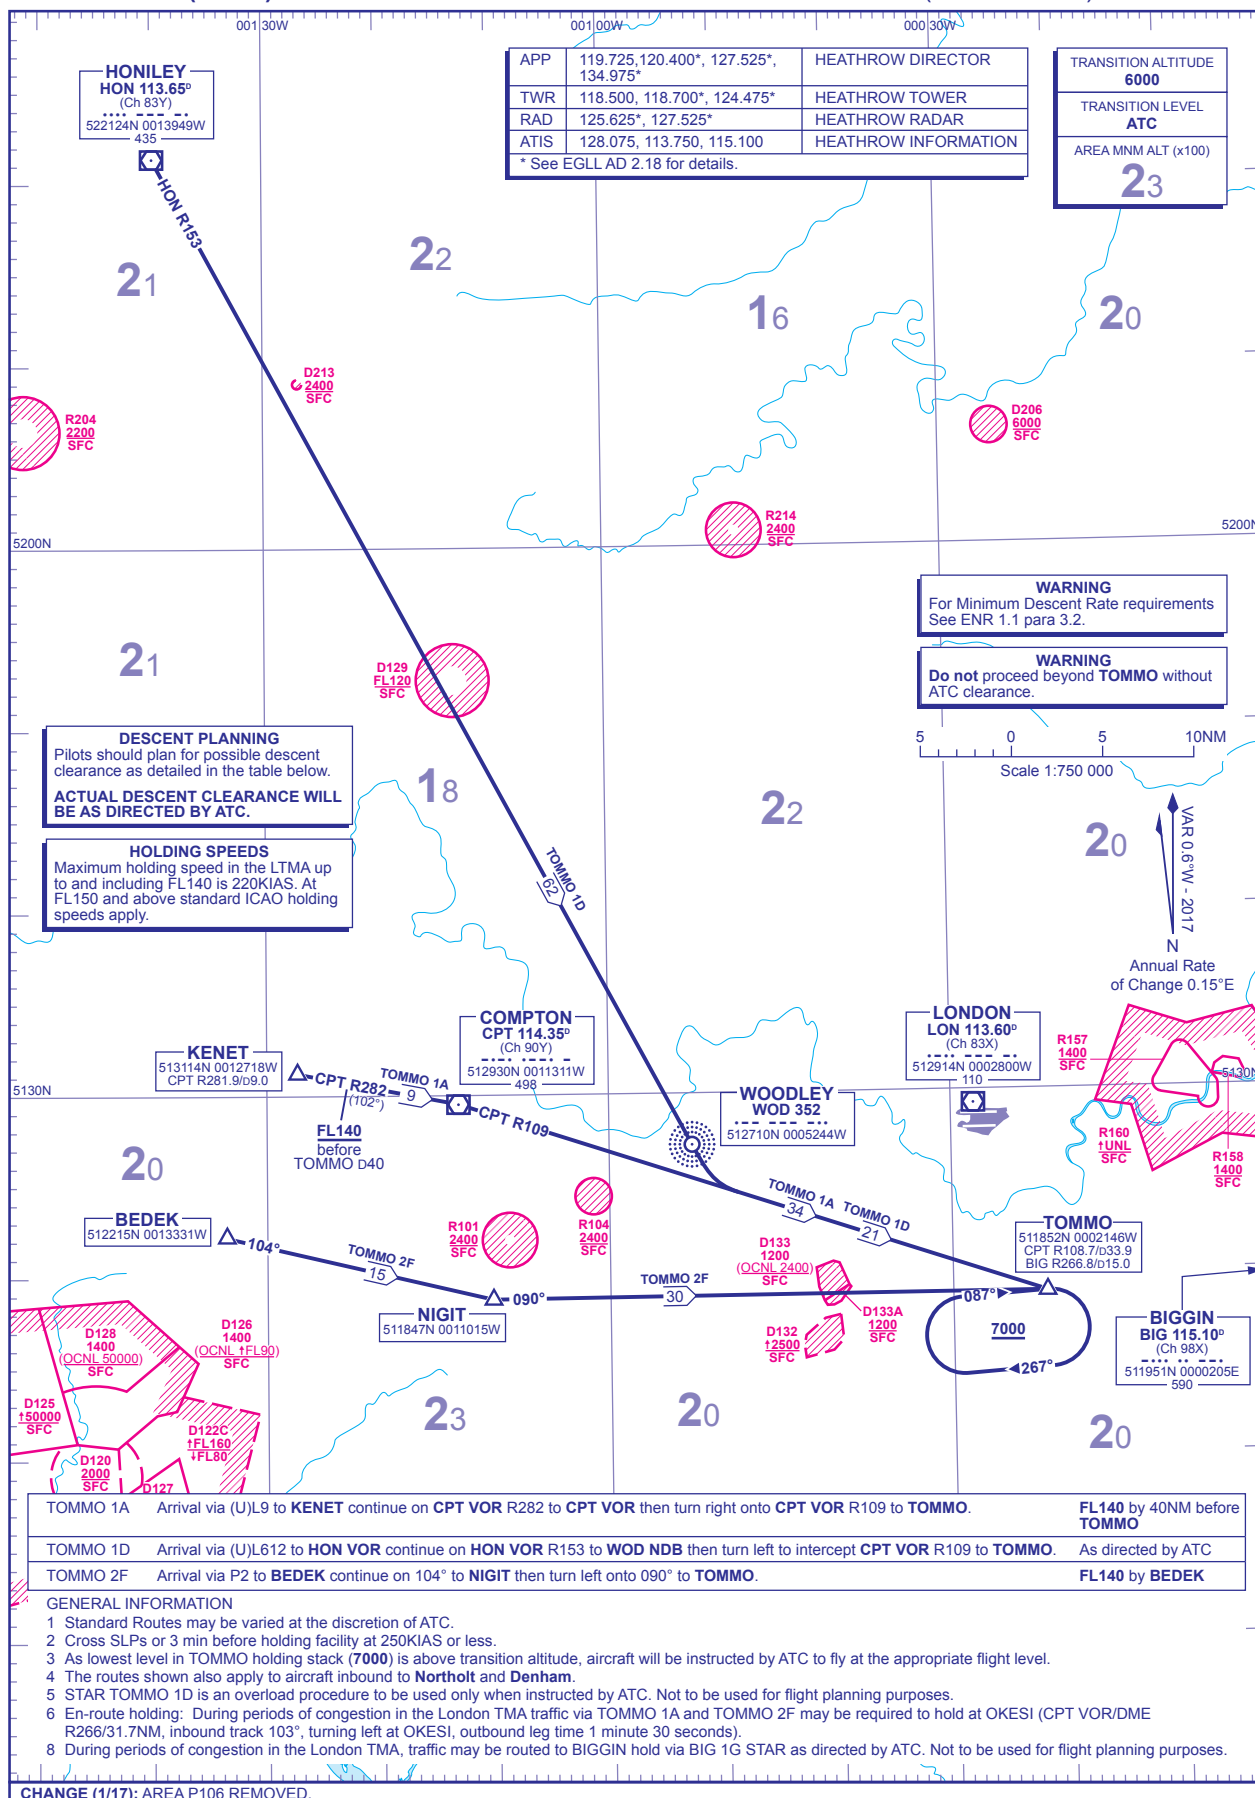 001.30W
001 00W
000 30W
HONILEY
HON 113.65ᴰ
(Ch 83Y)
522124N 0013949W
435
HON R153
APP 119.725,120.400*, 127.525*, 134.975* HEATHROW DIRECTOR
TWR 118.500, 118.700*, 124.475* HEATHROW TOWER
RAD 125.625*, 127.525* HEATHROW RADAR
ATIS 128.075, 113.750, 115.100 HEATHROW INFORMATION
* See EGLL AD 2.18 for details.
TRANSITION ALTITUDE
6000
TRANSITION LEVEL
ATC
AREA MNM ALT (x100)
23
21
22
16
20
D213
2400
SFC
R204
2200
SFC
D206
6000
SFC
R214
2400
SFC
5200N
5200N
WARNING
For Minimum Descent Rate requirements
See ENR 1.1 para 3.2.
WARNING
Do not proceed beyond TOMMO without
ATC clearance.
5 0 5 10NM
Scale 1:750 000
21
D129
FL120
SFC
DESCENT PLANNING
Pilots should plan for possible descent
clearance as detailed in the table below.
ACTUAL DESCENT CLEARANCE WILL
BE AS DIRECTED BY ATC.
HOLDING SPEEDS
Maximum holding speed in the LTMA up
to and including FL140 is 220KIAS. At
FL150 and above standard ICAO holding
speeds apply.
18
22
20
TOMMO 1D
62
VAR 0.6°W - 2017
N
Annual Rate
of Change 0.15°E
COMPTON
CPT 114.35ᴰ
(Ch 90Y)
512930N 0011311W
498
KENET
513114N 0012718W
CPT R281.9/D9.0
CPT R282
(102°)
TOMMO 1A
9
CPT R109
FL140
before
TOMMO D40
LONDON
LON 113.60ᴰ
(Ch 83X)
512914N 0002800W
110
WOODLEY
WOD 352
512710N 0005244W
R157
1400
SFC
5130N
5130N
R160
↑UNL
SFC
R158
1400
SFC
20
BEDEK
512215N 0013331W
104°
TOMMO 2F
15
NIGIT
511847N 0011015W
R101
2400
SFC
R104
2400
SFC
090°
TOMMO 2F
30
TOMMO 1A
34
TOMMO 1D
21
TOMMO
511852N 0002146W
CPT R108.7/D33.9
BIG R266.8/D15.0
D133
1200
(OCNL 2400)
SFC
D133A
1200
SFC
D132
↑2500
SFC
087°
7000
267°
BIGGIN
BIG 115.10ᴰ
(Ch 98X)
511951N 0000205E
590
D128
1400
(OCNL 50000)
SFC
D126
1400
(OCNL ↑FL90)
SFC
D125
↑50000
SFC
D122C
↑FL160
↓FL80
D120
2000
SFC
D127
23
20
20
TOMMO 1A Arrival via (U)L9 to KENET continue on CPT VOR R282 to CPT VOR then turn right onto CPT VOR R109 to TOMMO. FL140 by 40NM before TOMMO
TOMMO 1D Arrival via (U)L612 to HON VOR continue on HON VOR R153 to WOD NDB then turn left to intercept CPT VOR R109 to TOMMO. As directed by ATC
TOMMO 2F Arrival via P2 to BEDEK continue on 104° to NIGIT then turn left onto 090° to TOMMO. FL140 by BEDEK
GENERAL INFORMATION
1 Standard Routes may be varied at the discretion of ATC.
2 Cross SLPs or 3 min before holding facility at 250KIAS or less.
3 As lowest level in TOMMO holding stack (7000) is above transition altitude, aircraft will be instructed by ATC to fly at the appropriate flight level.
4 The routes shown also apply to aircraft inbound to Northolt and Denham.
5 STAR TOMMO 1D is an overload procedure to be used only when instructed by ATC. Not to be used for flight planning purposes.
6 En-route holding: During periods of congestion in the London TMA traffic via TOMMO 1A and TOMMO 2F may be required to hold at OKESI (CPT VOR/DME
R266/31.7NM, inbound track 103°, turning left at OKESI, outbound leg time 1 minute 30 seconds).
8 During periods of congestion in the London TMA, traffic may be routed to BIGGIN hold via BIG 1G STAR as directed by ATC. Not to be used for flight planning purposes.
CHANGE (1/17): AREA P106 REMOVED.